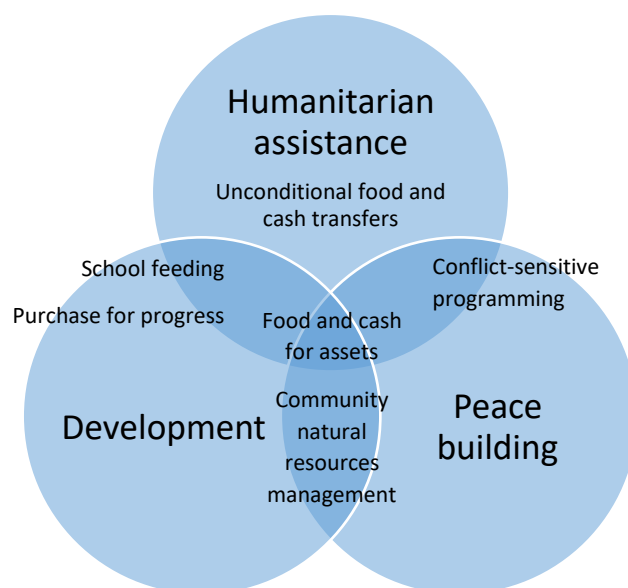 Humanitarian
assistance
Unconditional food and
cash transfers
School feeding
Purchase for progress
Conflict-sensitive
programming
Food and cash
for assets
Development
Community
natural
resources
management
Peace
building